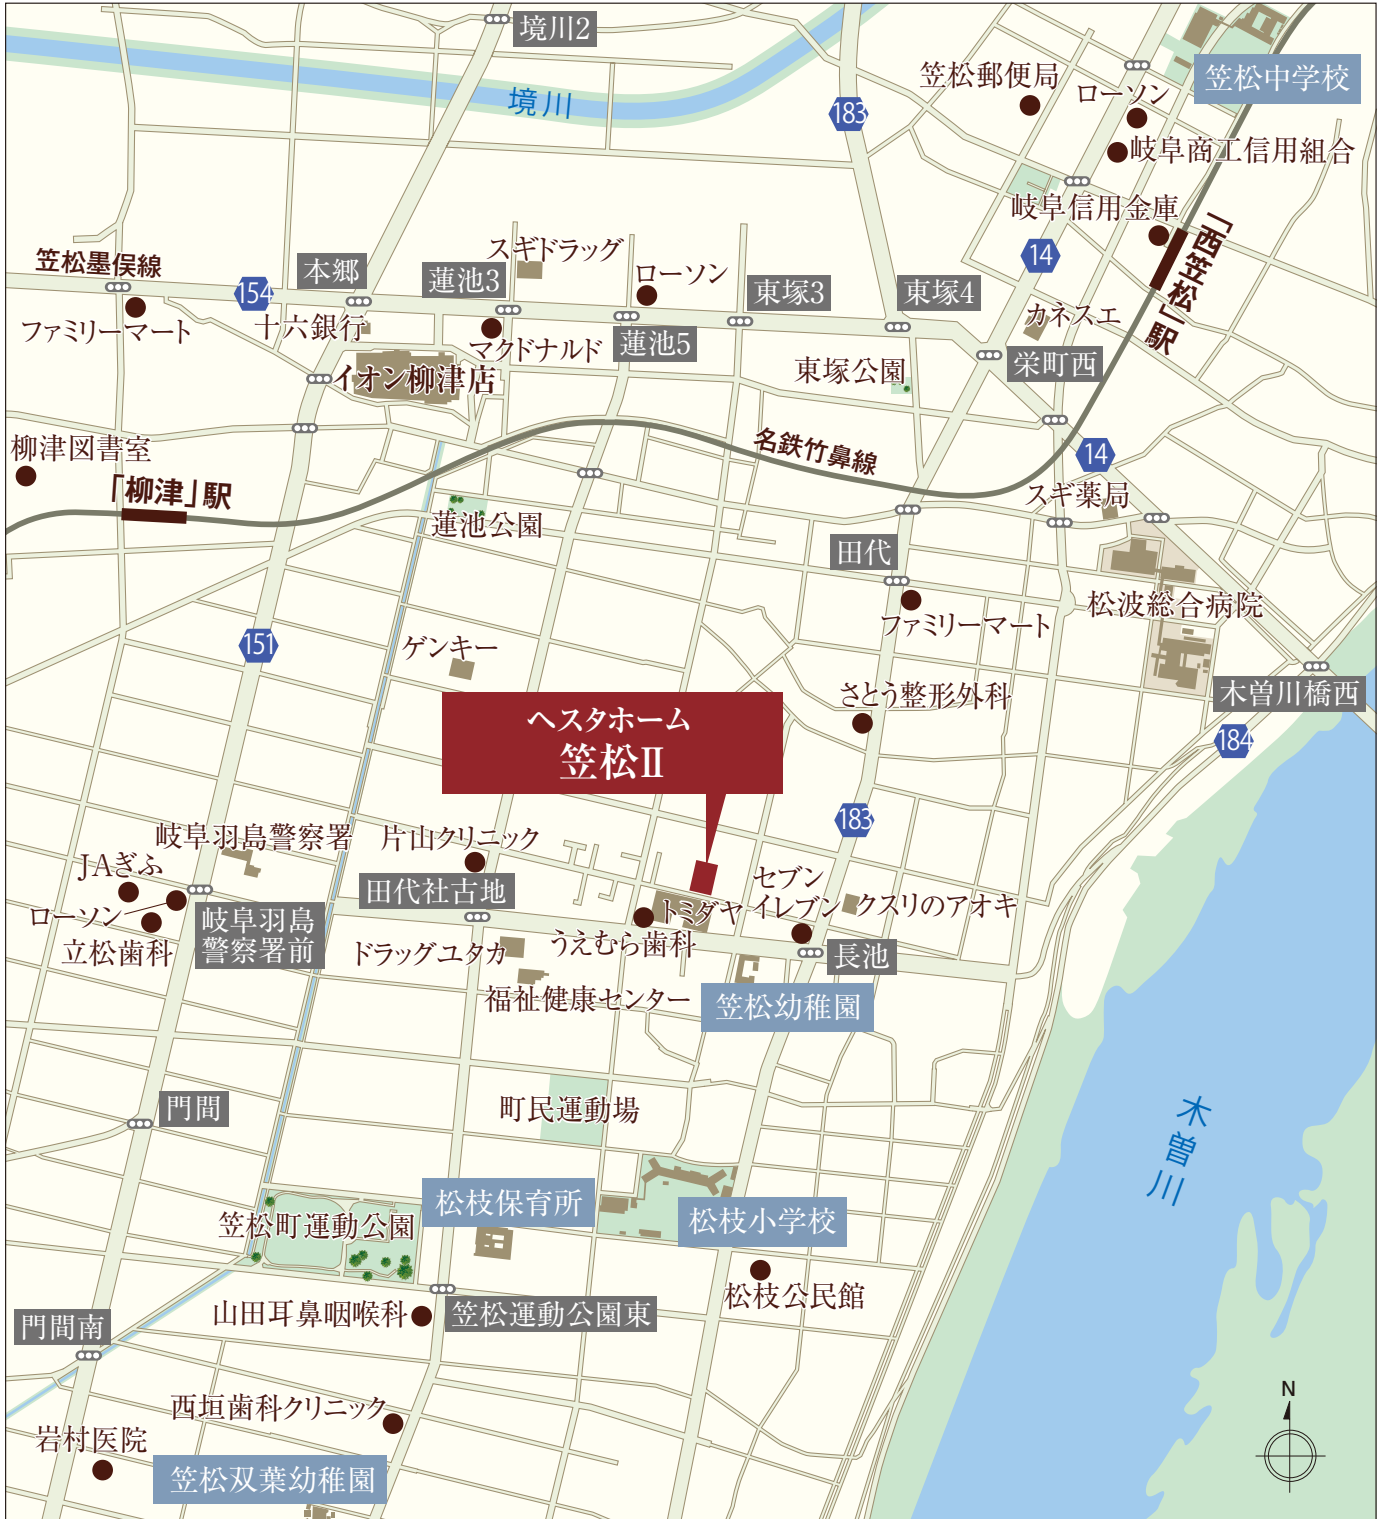 境川2
境川
183
笠松郵便局
ローソン
笠松中学校
岐阜商工信用組合
岐阜信用金庫
「西笠松」駅
14
笠松墨俣線
154
本郷
蓮池3
スギドラッグ
ローソン
東塚3
東塚4
カネスエ
ファミリーマート
十六銀行
マクドナルド
蓮池5
栄町西
イオン柳津店
東塚公園
名鉄竹鼻線
14
柳津図書室
「柳津」駅
蓮池公園
スギ薬局
田代
松波総合病院
ファミリーマート
151
ゲンキー
さとう整形外科
木曽川橋西
184
ヘスタホーム
笠松II
183
岐阜羽島警察署
片山クリニック
JAぎふ
田代社古地
セブン
イレブン
クスリのアオキ
トミダヤ
ローソン
立松歯科
岐阜羽島
警察署前
ドラッグユタカ
うえむら歯科
長池
福祉健康センター
笠松幼稚園
門間
町民運動場
木曽川
松枝保育所
松枝小学校
笠松町運動公園
松枝公民館
山田耳鼻咽喉科
笠松運動公園東
門間南
西垣歯科クリニック
岩村医院
笠松双葉幼稚園
N